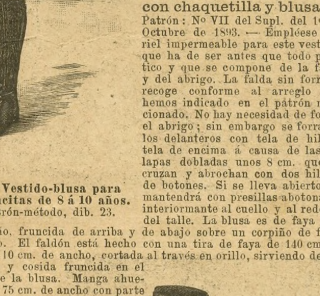 con chaquetilla y blusa
Patrón: Nº VII del Supl. del 1
Octubre de 1893. — Empléese
riel impermeable para este vest
que ha de ser antes que todo p
tico y que se compone de la f
y del abrigo. La falda sin forr
recoge conforme al arreglo
hemos indicado en el patrón m
cionado. No hay necesidad de fo
el abrigo; sin embargo se forra
los delanteros con tela de hil
tela de encima á causa de las
lapas dobladas unos 8 cm. que
cruzan y abrochan con dos hil
de botones. Si se lleva abierto
mantendrá con presillas abotona
interiormente al cuello y al rede
del talle. La blusa es de faya
Vestido-blusa para
citas de 8 á 10 años.
rón-método, dib. 23.
io, fruncida de arriba y de abajo sobre un corpiño de f
o. El faldón está hecho con una tira de faya de 140 cm
10 cm. de ancho, cortada al través en orillo, sirviendo de
y cosida fruncida en el
e la blusa. Manga ahue-
75 cm. de ancho con parte